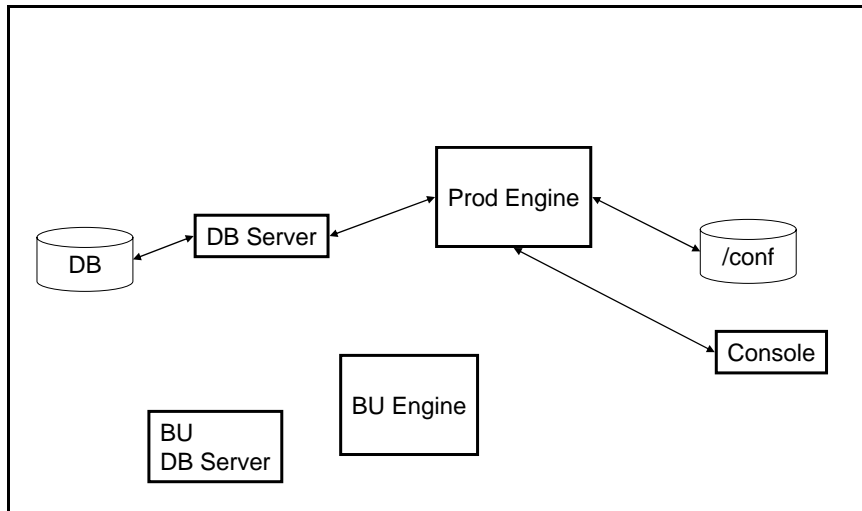 Prod Engine
DB Server
DB
/conf
Console
BU Engine
BU
DB Server